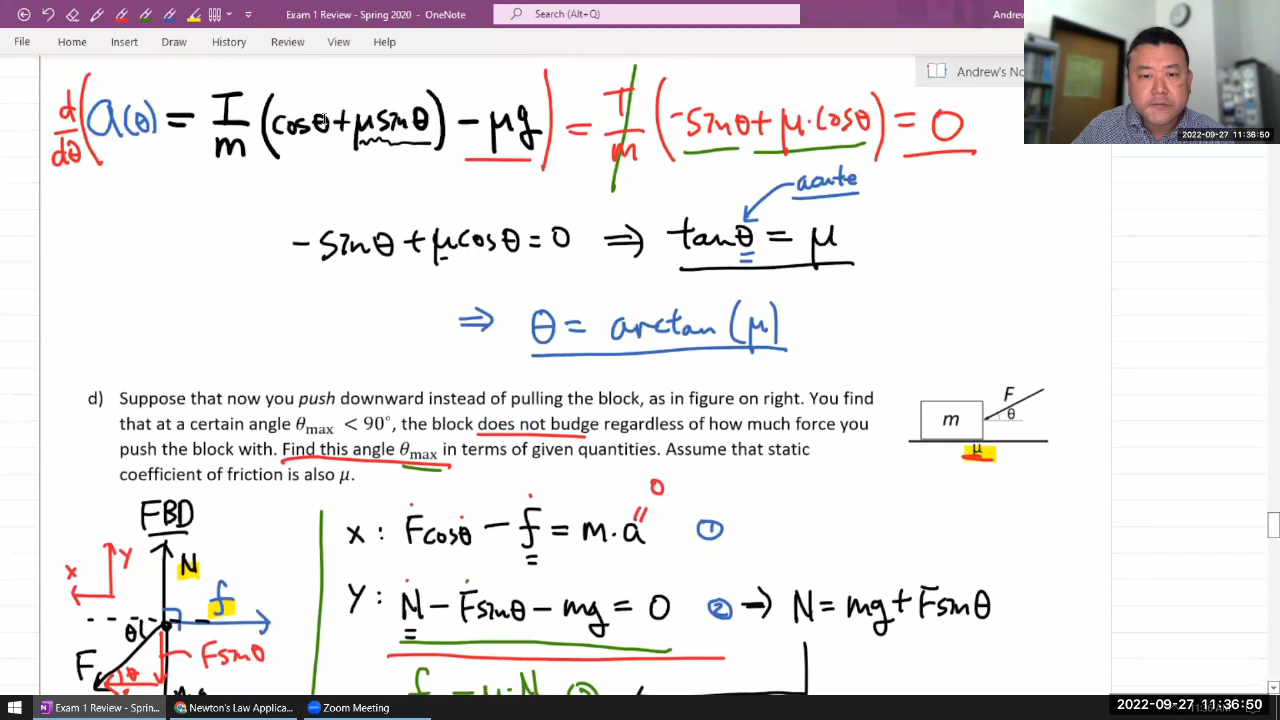 Exam 1 Review - Spring 2020 - OneNote
Search (Alt+Q)
Andrew
File Home Insert Draw History Review View Help
Andrew's No
d/dθ (a(θ) = T/m (cosθ + μsinθ) - μg) = T/m (-sinθ + μ·cosθ) = 0
2022-09-27 11:36:50
acute
-sinθ + μcosθ = 0 ⇒ tanθ = μ
⇒ θ = arctan(μ)
d) Suppose that now you push downward instead of pulling the block, as in figure on right. You find
that at a certain angle θmax < 90°, the block does not budge regardless of how much force you
push the block with. Find this angle θmax in terms of given quantities. Assume that static
coefficient of friction is also μ.
F
θ
m
μ
FBD
Y
X
N
f
θ
F
Fsinθ
θ
mg
0
X: Fcosθ - f = m·a ①
Y: N - Fsinθ - mg = 0 ② → N = mg + Fsinθ
f = μ·N ③
Exam 1 Review - Sprin... Newton's Law Applica... Zoom Meeting
2022-09-27 11:36:50